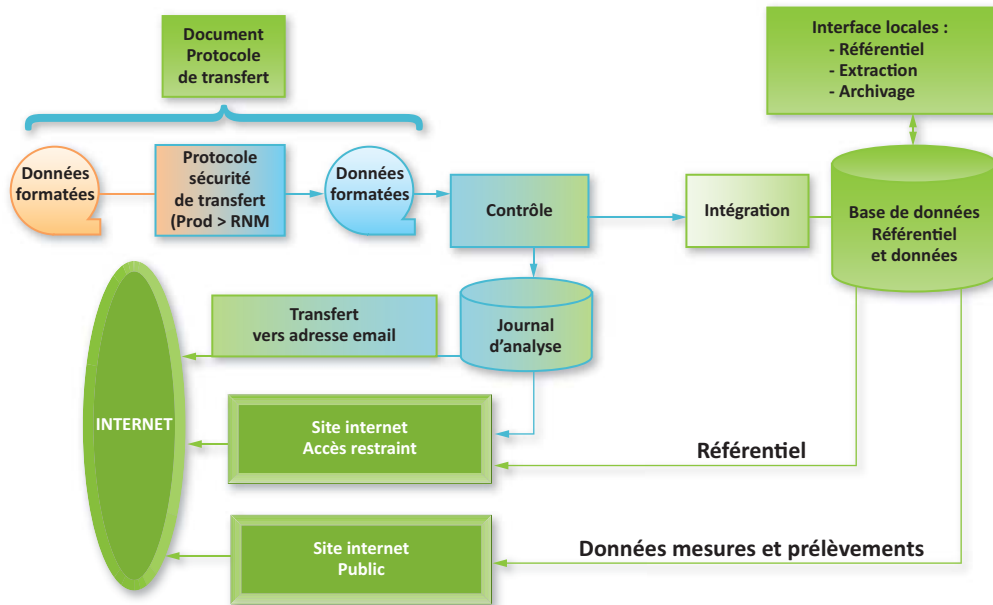 Document
Protocole
de transfert
Interface locales :
- Référentiel
- Extraction
- Archivage
Données
formatées
Protocole
sécurité
de transfert
(Prod > RNM
Données
formatées
Contrôle
Intégration
Base de données
Référentiel
et données
Transfert
vers adresse email
Journal
d'analyse
INTERNET
Site internet
Accès restraint
Référentiel
Site internet
Public
Données mesures et prélèvements